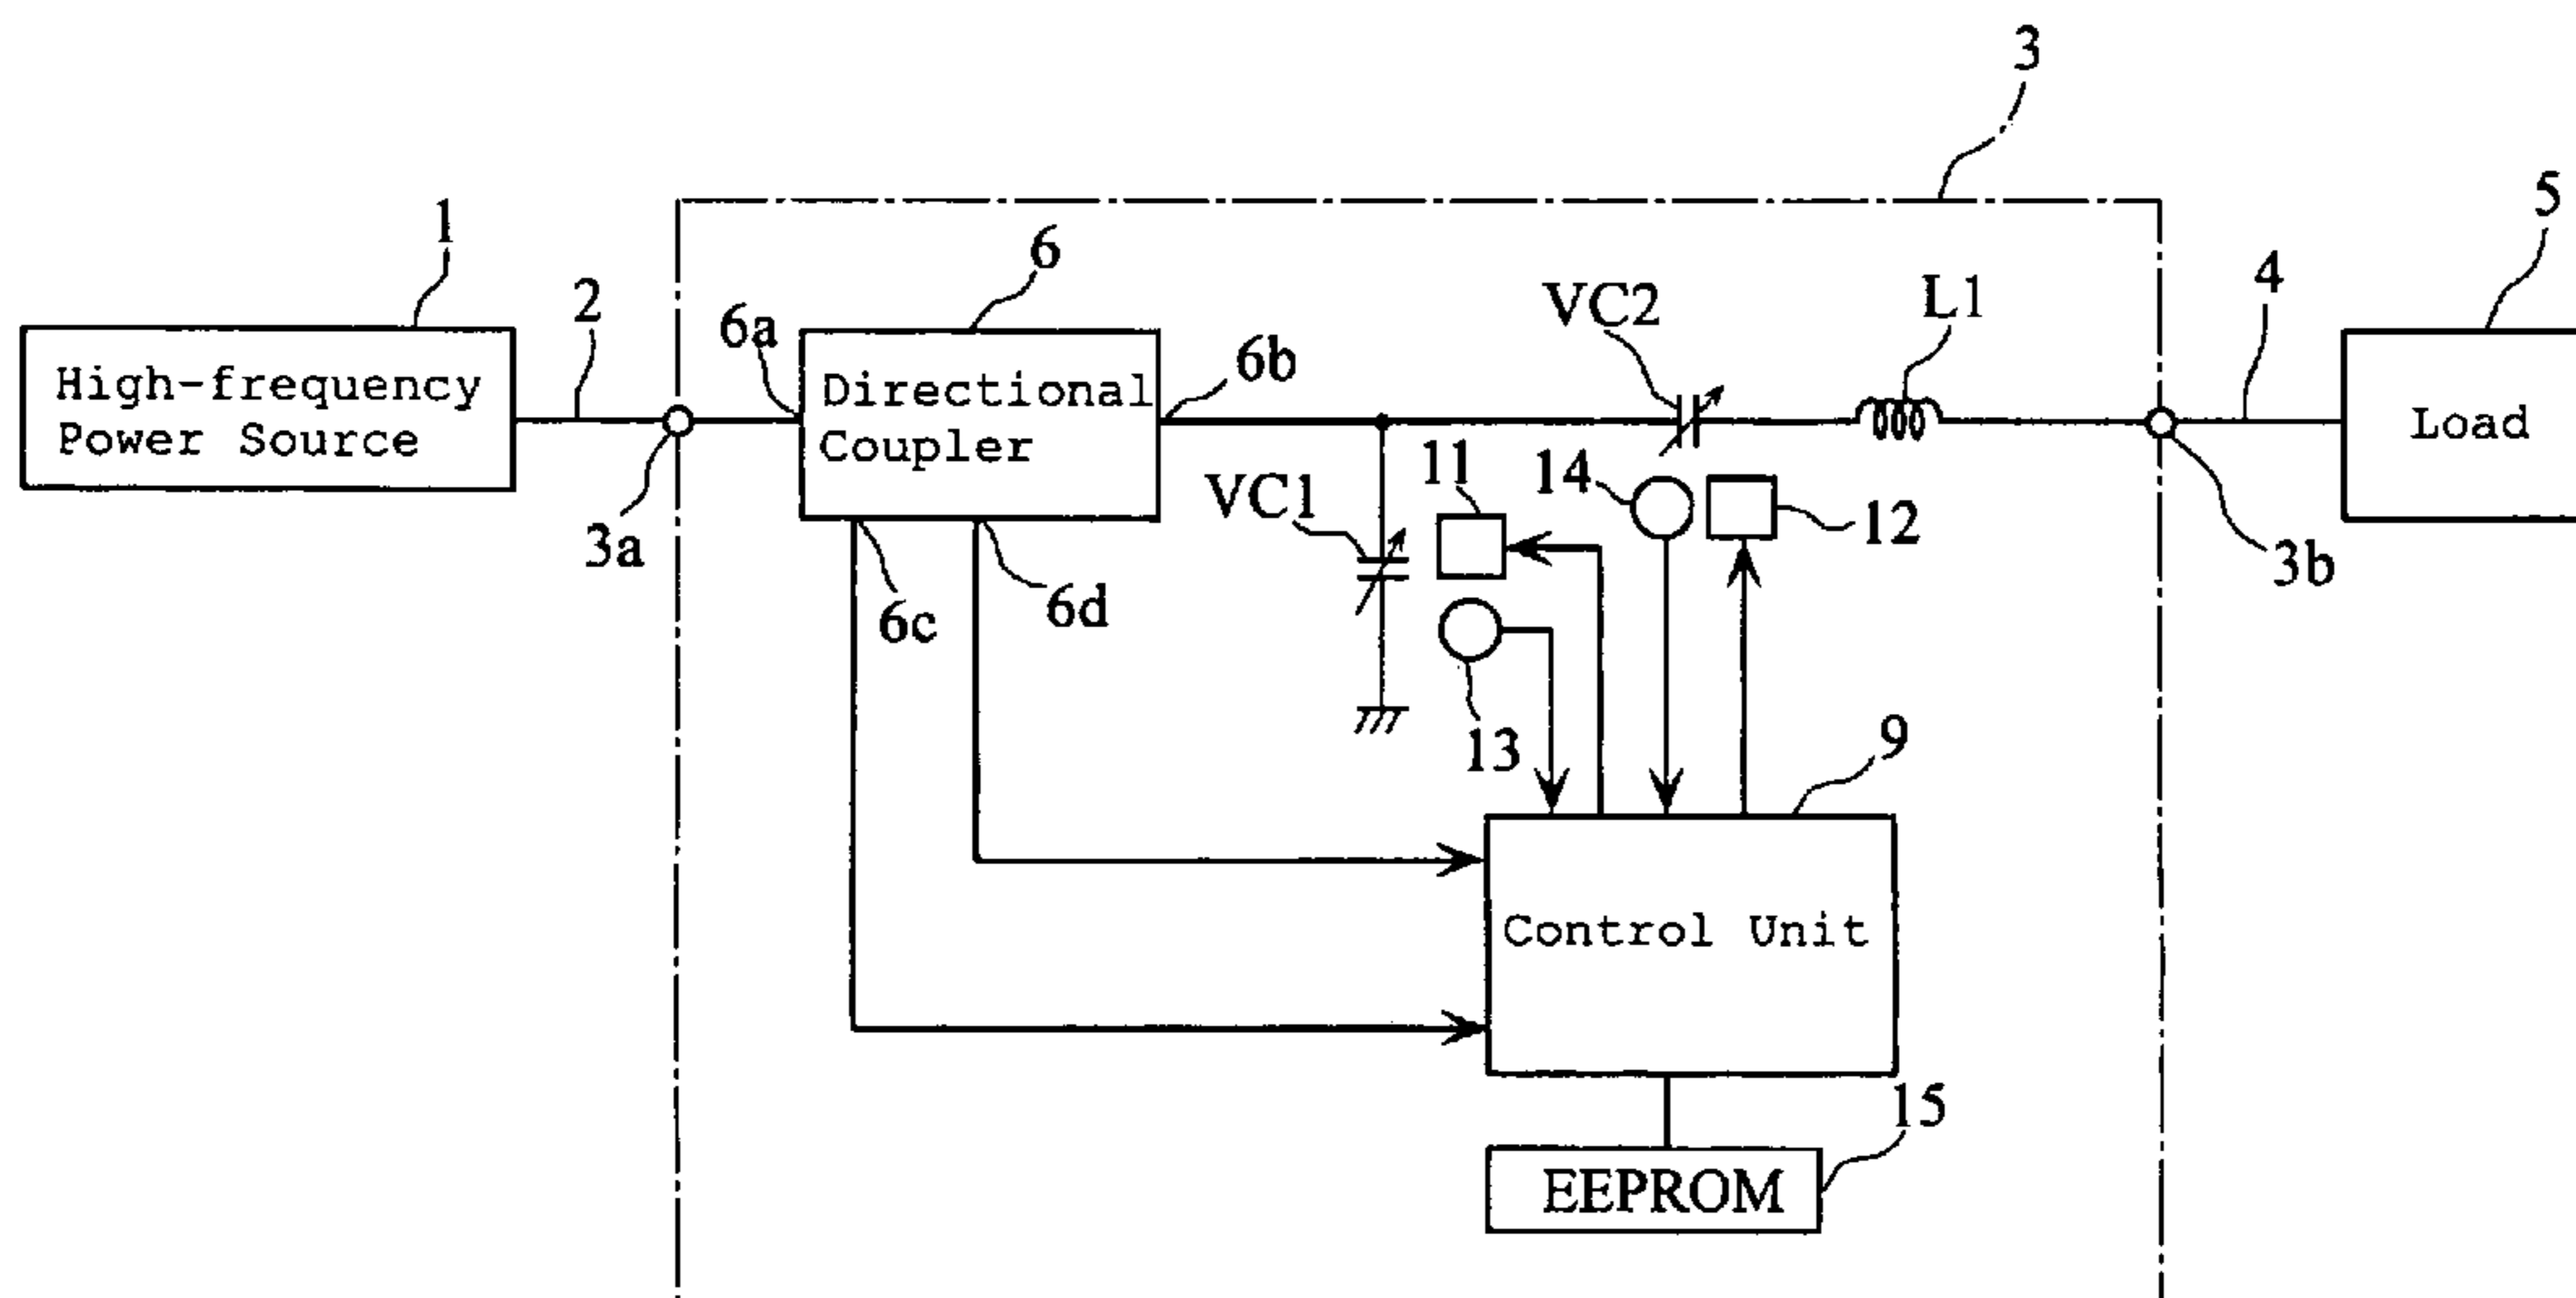 3
1
2
High-frequency
Power Source
3a
6a
6
Directional
Coupler
6b
6c
6d
VC1
VC2
L1
11
14
12
13
9
Control Unit
15
EEPROM
3b
4
5
Load